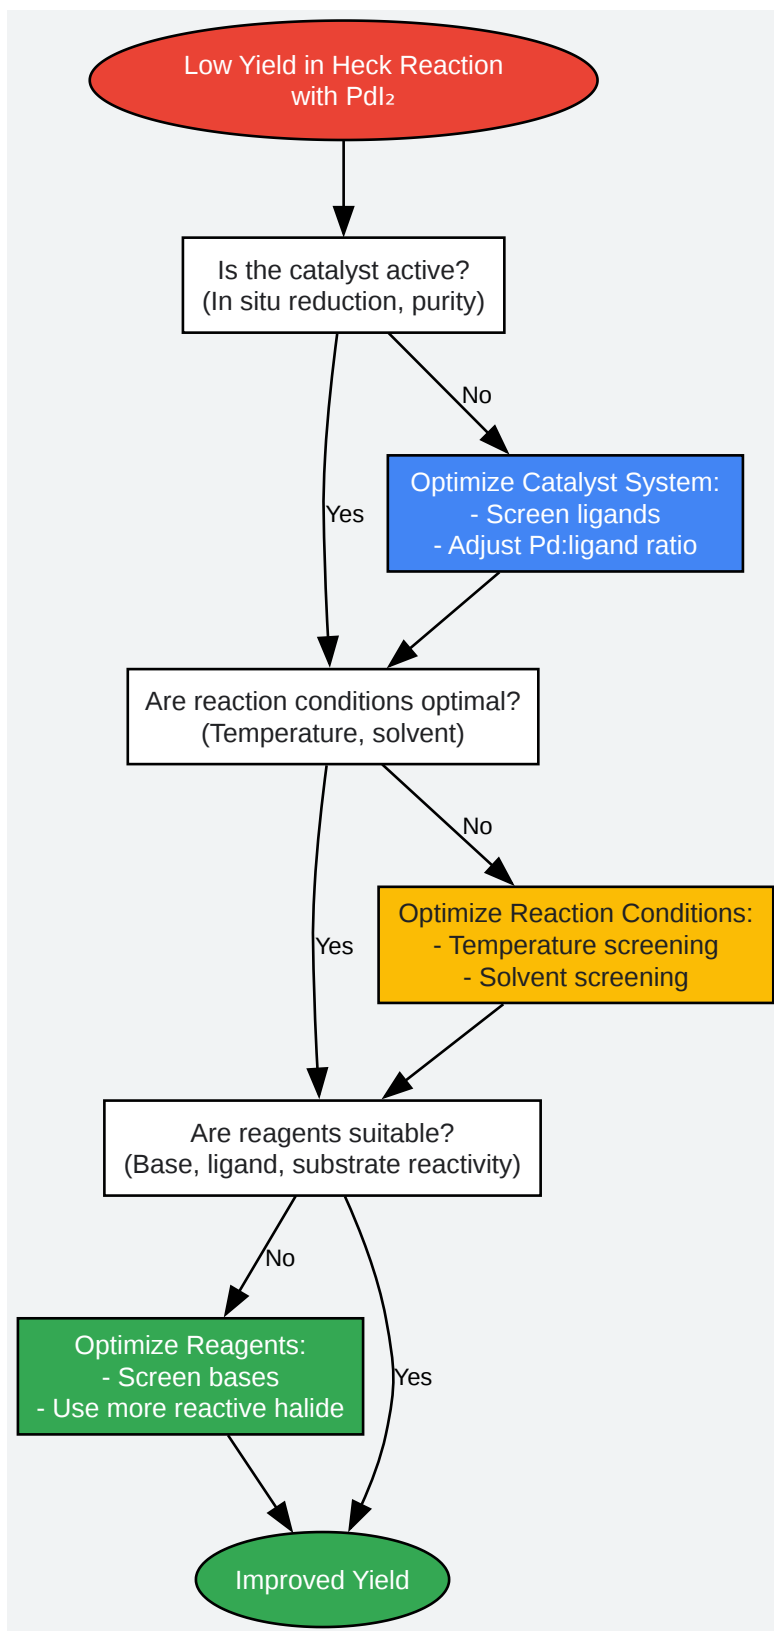 Low Yield in Heck Reaction
with PdI₂
Is the catalyst active?
(In situ reduction, purity)
No
Optimize Catalyst System:
- Screen ligands
- Adjust Pd:ligand ratio
Yes
Are reaction conditions optimal?
(Temperature, solvent)
No
Optimize Reaction Conditions:
- Temperature screening
- Solvent screening
Yes
Are reagents suitable?
(Base, ligand, substrate reactivity)
No
Optimize Reagents:
- Screen bases
- Use more reactive halide
Yes
Improved Yield